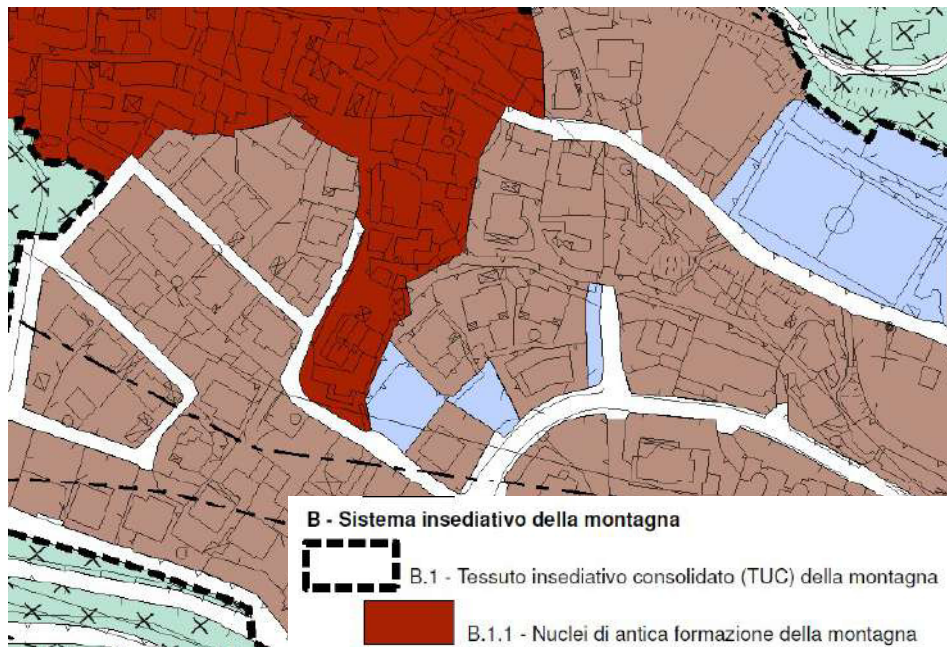 B - Sistema insediativo della montagna
B.1 - Tessuto insediativo consolidato (TUC) della montagna
B.1.1 - Nuclei di antica formazione della montagna